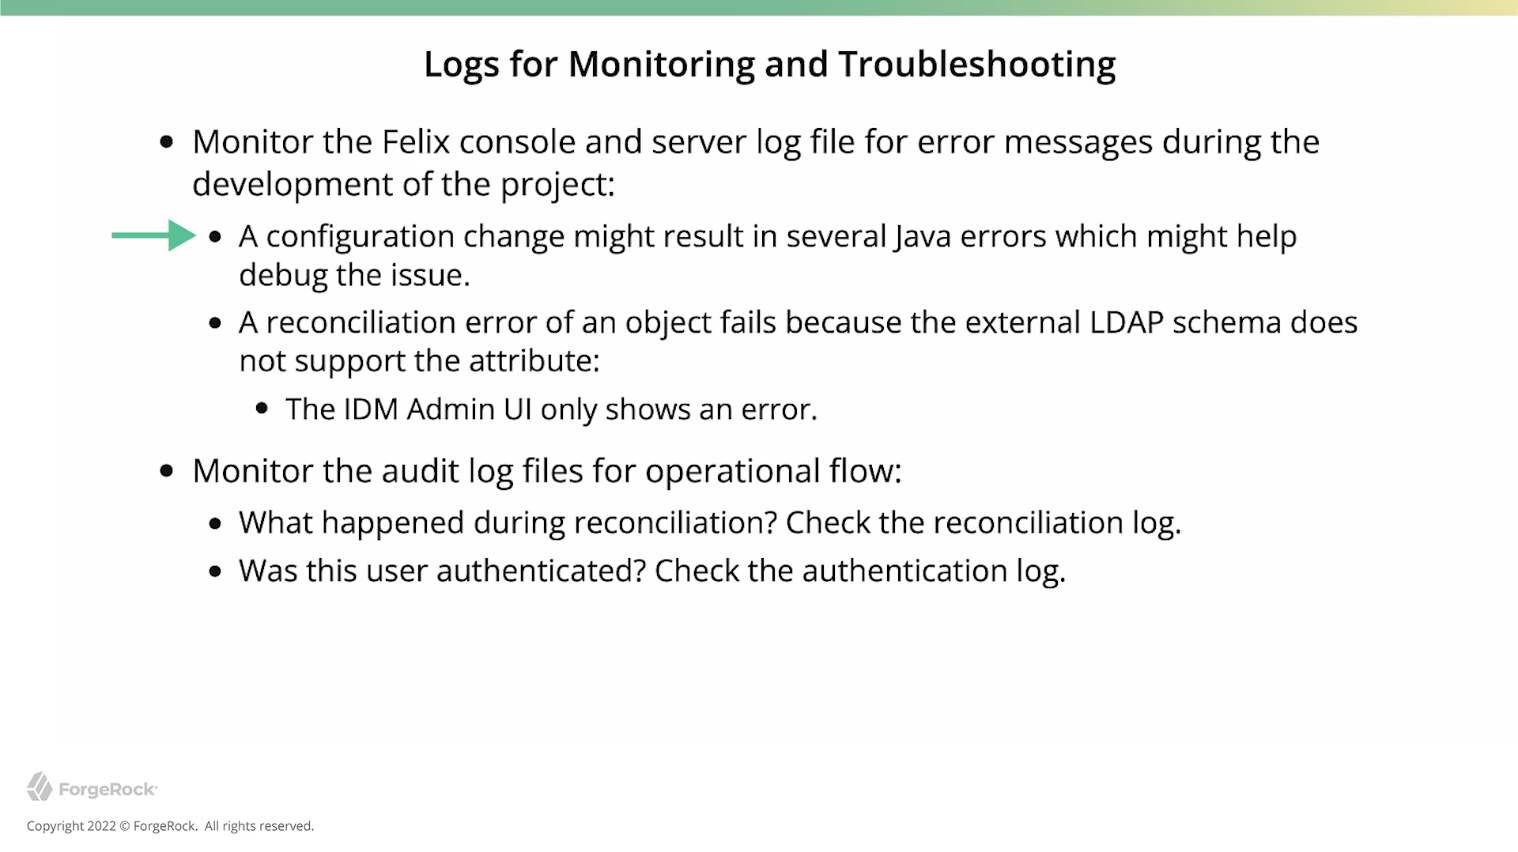 Logs for Monitoring and Troubleshooting
• Monitor the Felix console and server log file for error messages during the
development of the project:
• A configuration change might result in several Java errors which might help
debug the issue.
• A reconciliation error of an object fails because the external LDAP schema does
not support the attribute:
• The IDM Admin UI only shows an error.
• Monitor the audit log files for operational flow:
• What happened during reconciliation? Check the reconciliation log.
• Was this user authenticated? Check the authentication log.
ForgeRock
Copyright 2022 © ForgeRock. All rights reserved.